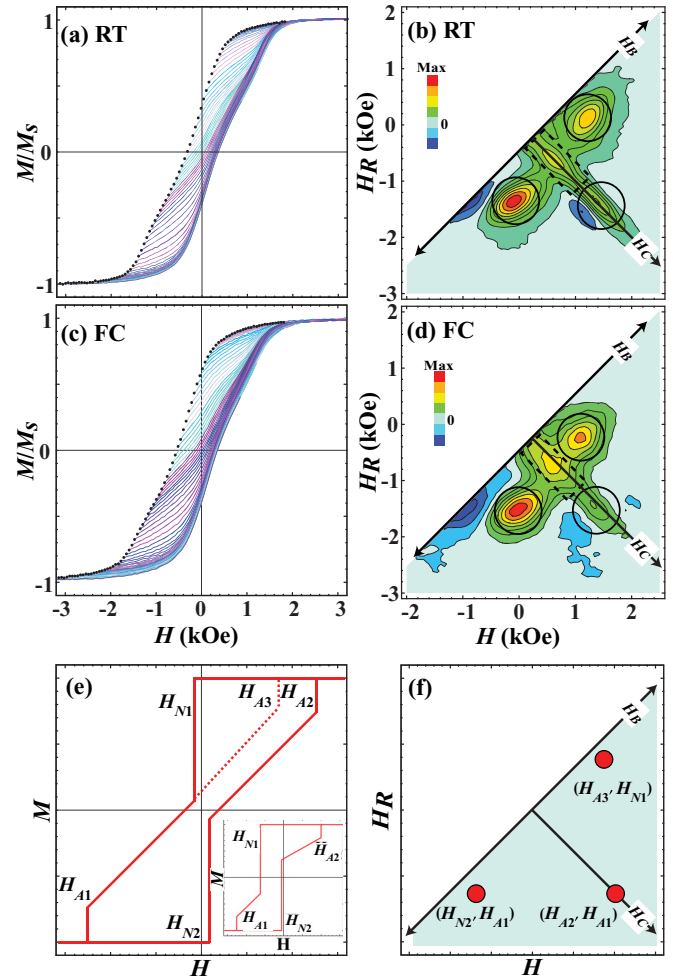 (a) RT
M/Ms
1
0
-1
(b) RT
Max
0
HB
HC
HR (kOe)
1
0
-1
-2
-3
(c) FC
M/Ms
1
0
-1
-3 -2 -1 0 1 2 3
H (kOe)
(d) FC
Max
0
HB
HC
HR (kOe)
2
1
0
-1
-2
-3
-2 -1 0 1 2
H (kOe)
(e)
HN1
HA3
HA2
HA1
HN2
M
H
HN1
HA2
HA1
HN2
M
H
(f)
HB
HC
(HA3, HN1)
(HN2, HA1)
(HA2, HA1)
HR
H